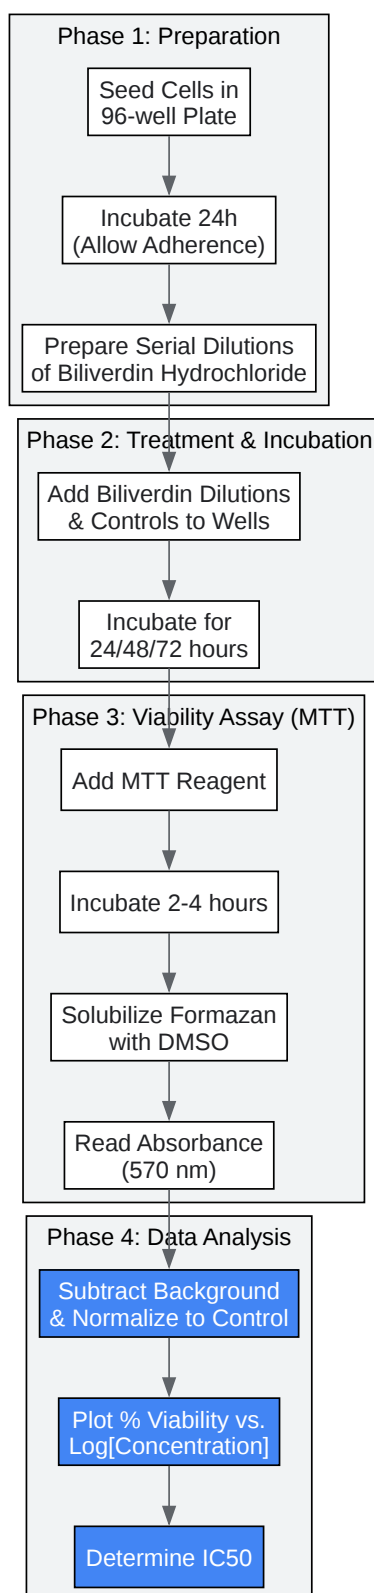 Phase 1: Preparation
Seed Cells in
96-well Plate
Incubate 24h
(Allow Adherence)
Prepare Serial Dilutions
of Biliverdin Hydrochloride
Phase 2: Treatment & Incubation
Add Biliverdin Dilutions
& Controls to Wells
Incubate for
24/48/72 hours
Phase 3: Viability Assay (MTT)
Add MTT Reagent
Incubate 2-4 hours
Solubilize Formazan
with DMSO
Read Absorbance
(570 nm)
Phase 4: Data Analysis
Subtract Background
& Normalize to Control
Plot % Viability vs.
Log[Concentration]
Determine IC50